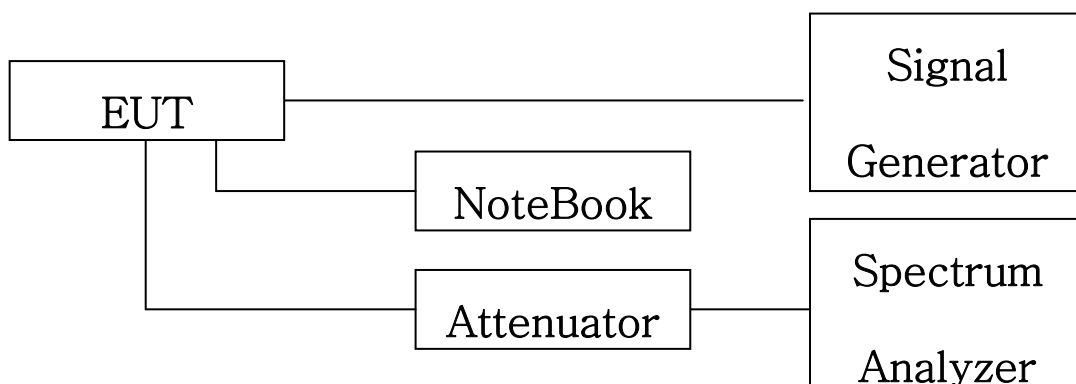 EUT
Signal
Generator
NoteBook
Attenuator
Spectrum
Analyzer